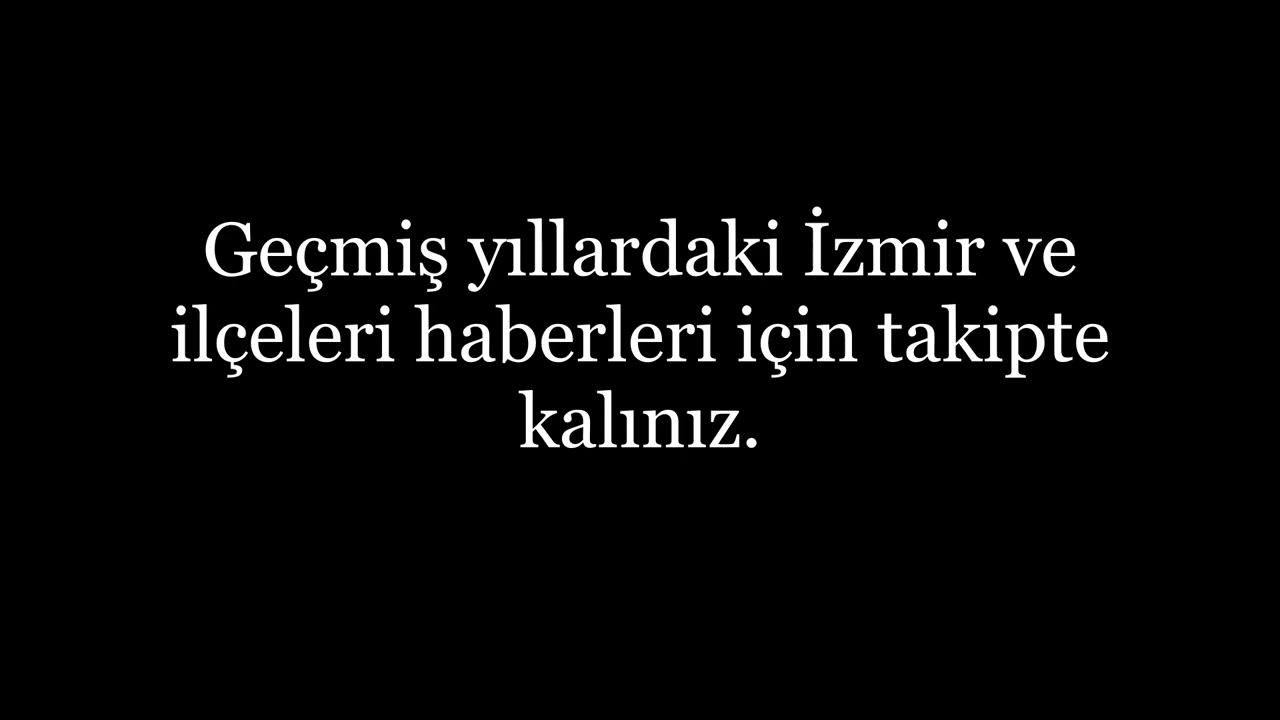 Geçmiş yıllardaki İzmir ve
ilçeleri haberleri için takipte
kalınız.